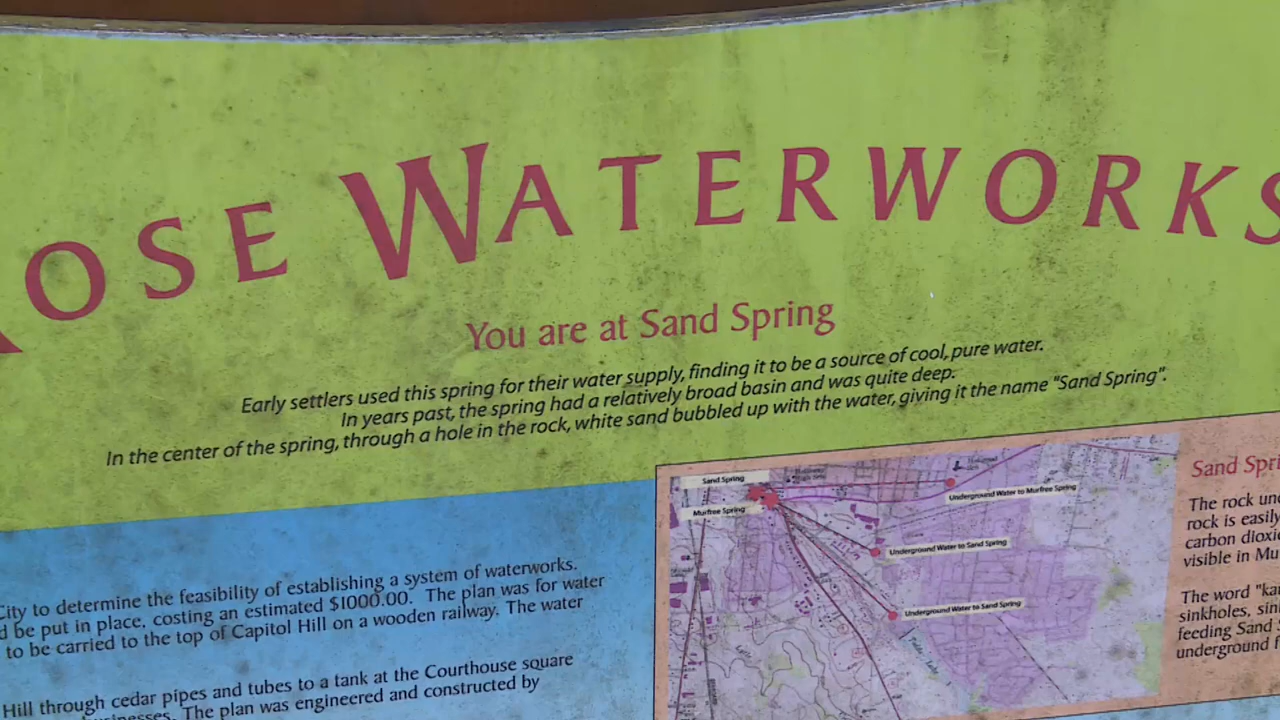 ROSE WATERWORKS
You are at Sand Spring
Early settlers used this spring for their water supply, finding it to be a source of cool, pure water.
In years past, the spring had a relatively broad basin and was quite deep.
In the center of the spring, through a hole in the rock, white sand bubbled up with the water, giving it the name "Sand Spring".
City to determine the feasibility of establishing a system of waterworks.
d be put in place, costing an estimated $1000.00. The plan was for water
to be carried to the top of Capitol Hill on a wooden railway. The water
Hill through cedar pipes and tubes to a tank at the Courthouse square
businesses. The plan was engineered and constructed by
Sand Spring
Murfree Spring
Underground Water to Murfree Spring
Underground Water to Sand Spring
Underground Water to Sand Spring
Sand Spri
The rock und
rock is easily
carbon dioxi
visible in Mu
The word "ka
sinkholes, sin
feeding Sand
underground